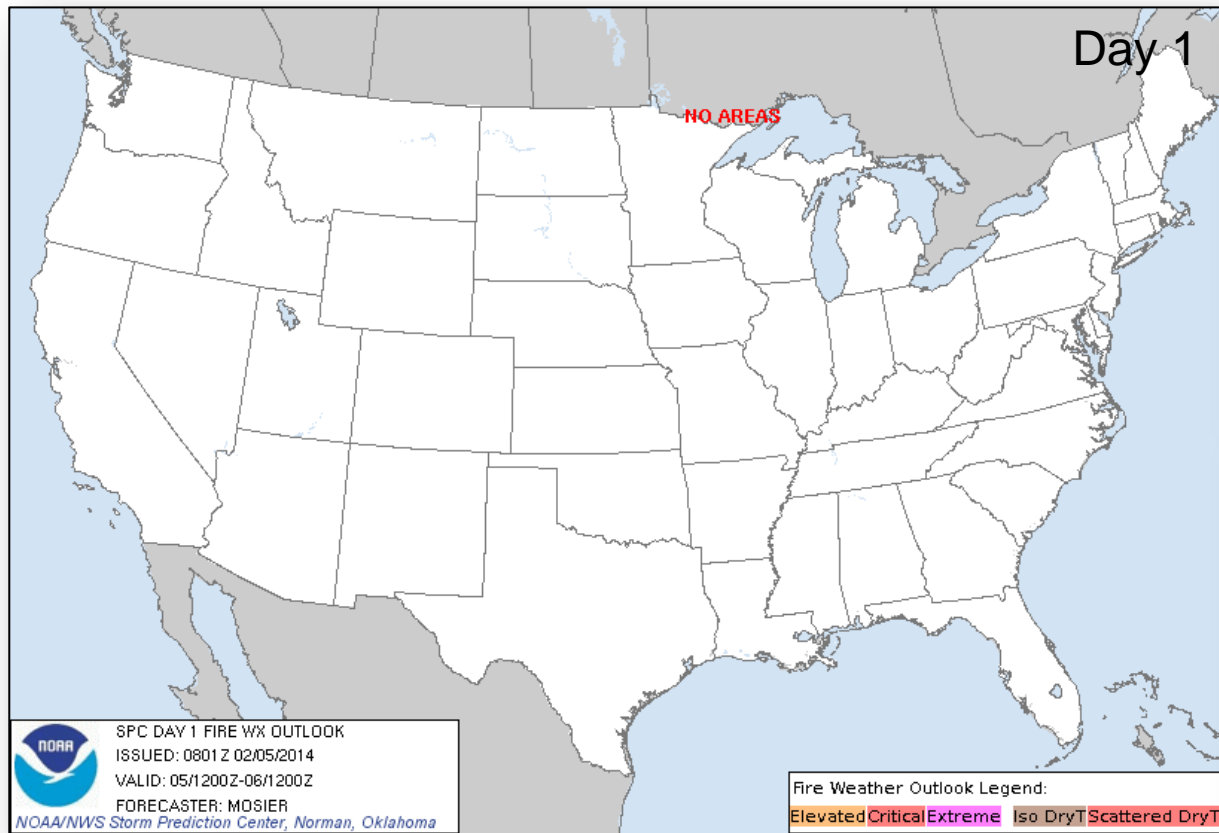 Day 1
NO AREAS
NOAA
SPC DAY 1 FIRE WX OUTLOOK
ISSUED: 0801Z 02/05/2014
VALID: 05/1200Z-06/1200Z
FORECASTER: MOSIER
NOAA/NWS Storm Prediction Center, Norman, Oklahoma
Fire Weather Outlook Legend:
Elevated Critical Extreme Iso DryT Scattered DryT